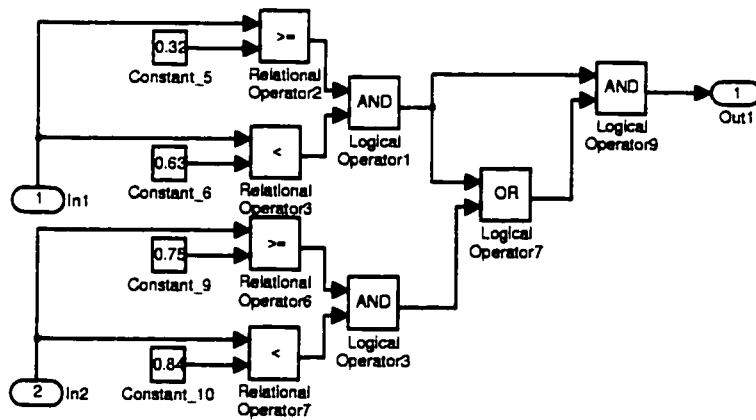 0.32
Constant_5
>=
Relational
Operator2
0.63
Constant_6
<
Relational
Operator3
1
In1
AND
Logical
Operator1
AND
Logical
Operator9
1
Out1
OR
Logical
Operator7
0.75
Constant_9
>=
Relational
Operator6
0.84
Constant_10
<
Relational
Operator7
2
In2
AND
Logical
Operator3